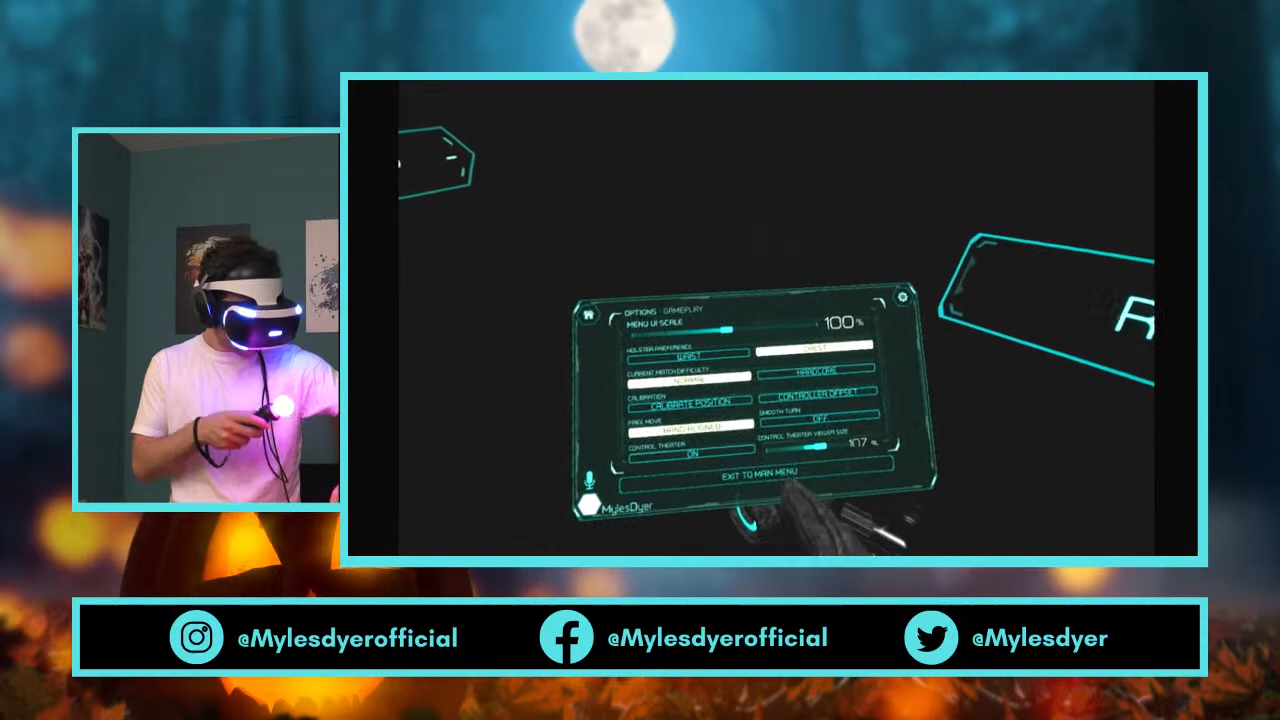 OPTIONS - GAMEPLAY
MENU UI SCALE
100%
HOLSTER PREFERENCE
WAIST
CHEST
CURRENT MATCH DIFFICULTY
NORMAL
HARDCORE
CALIBRATION
CALIBRATE POSITION
CONTROLLER OFFSET
FREE MOVE
HAND ALIGNED
SMOOTH TURN
OFF
CONTROL THEATER
ON
CONTROL THEATER VIEWER SIZE
107 %
EXIT TO MAIN MENU
MylesDyer
R
@Mylesdyerofficial
@Mylesdyerofficial
@Mylesdyer